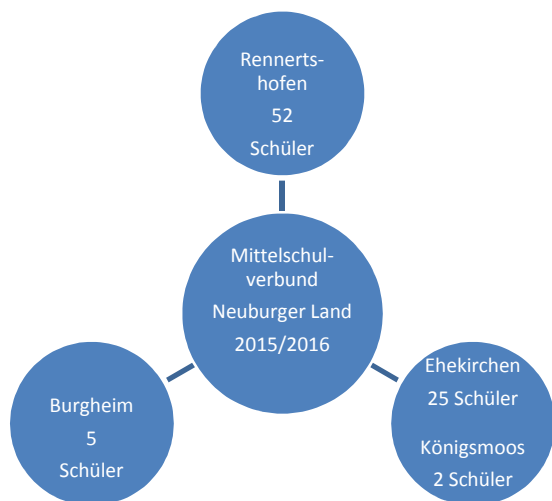 Rennerts-
hofen
52
Schüler
Mittelschul-
verbund
Neuburger Land
2015/2016
Burgheim
5
Schüler
Ehekirchen
25 Schüler
Königsmoos
2 Schüler